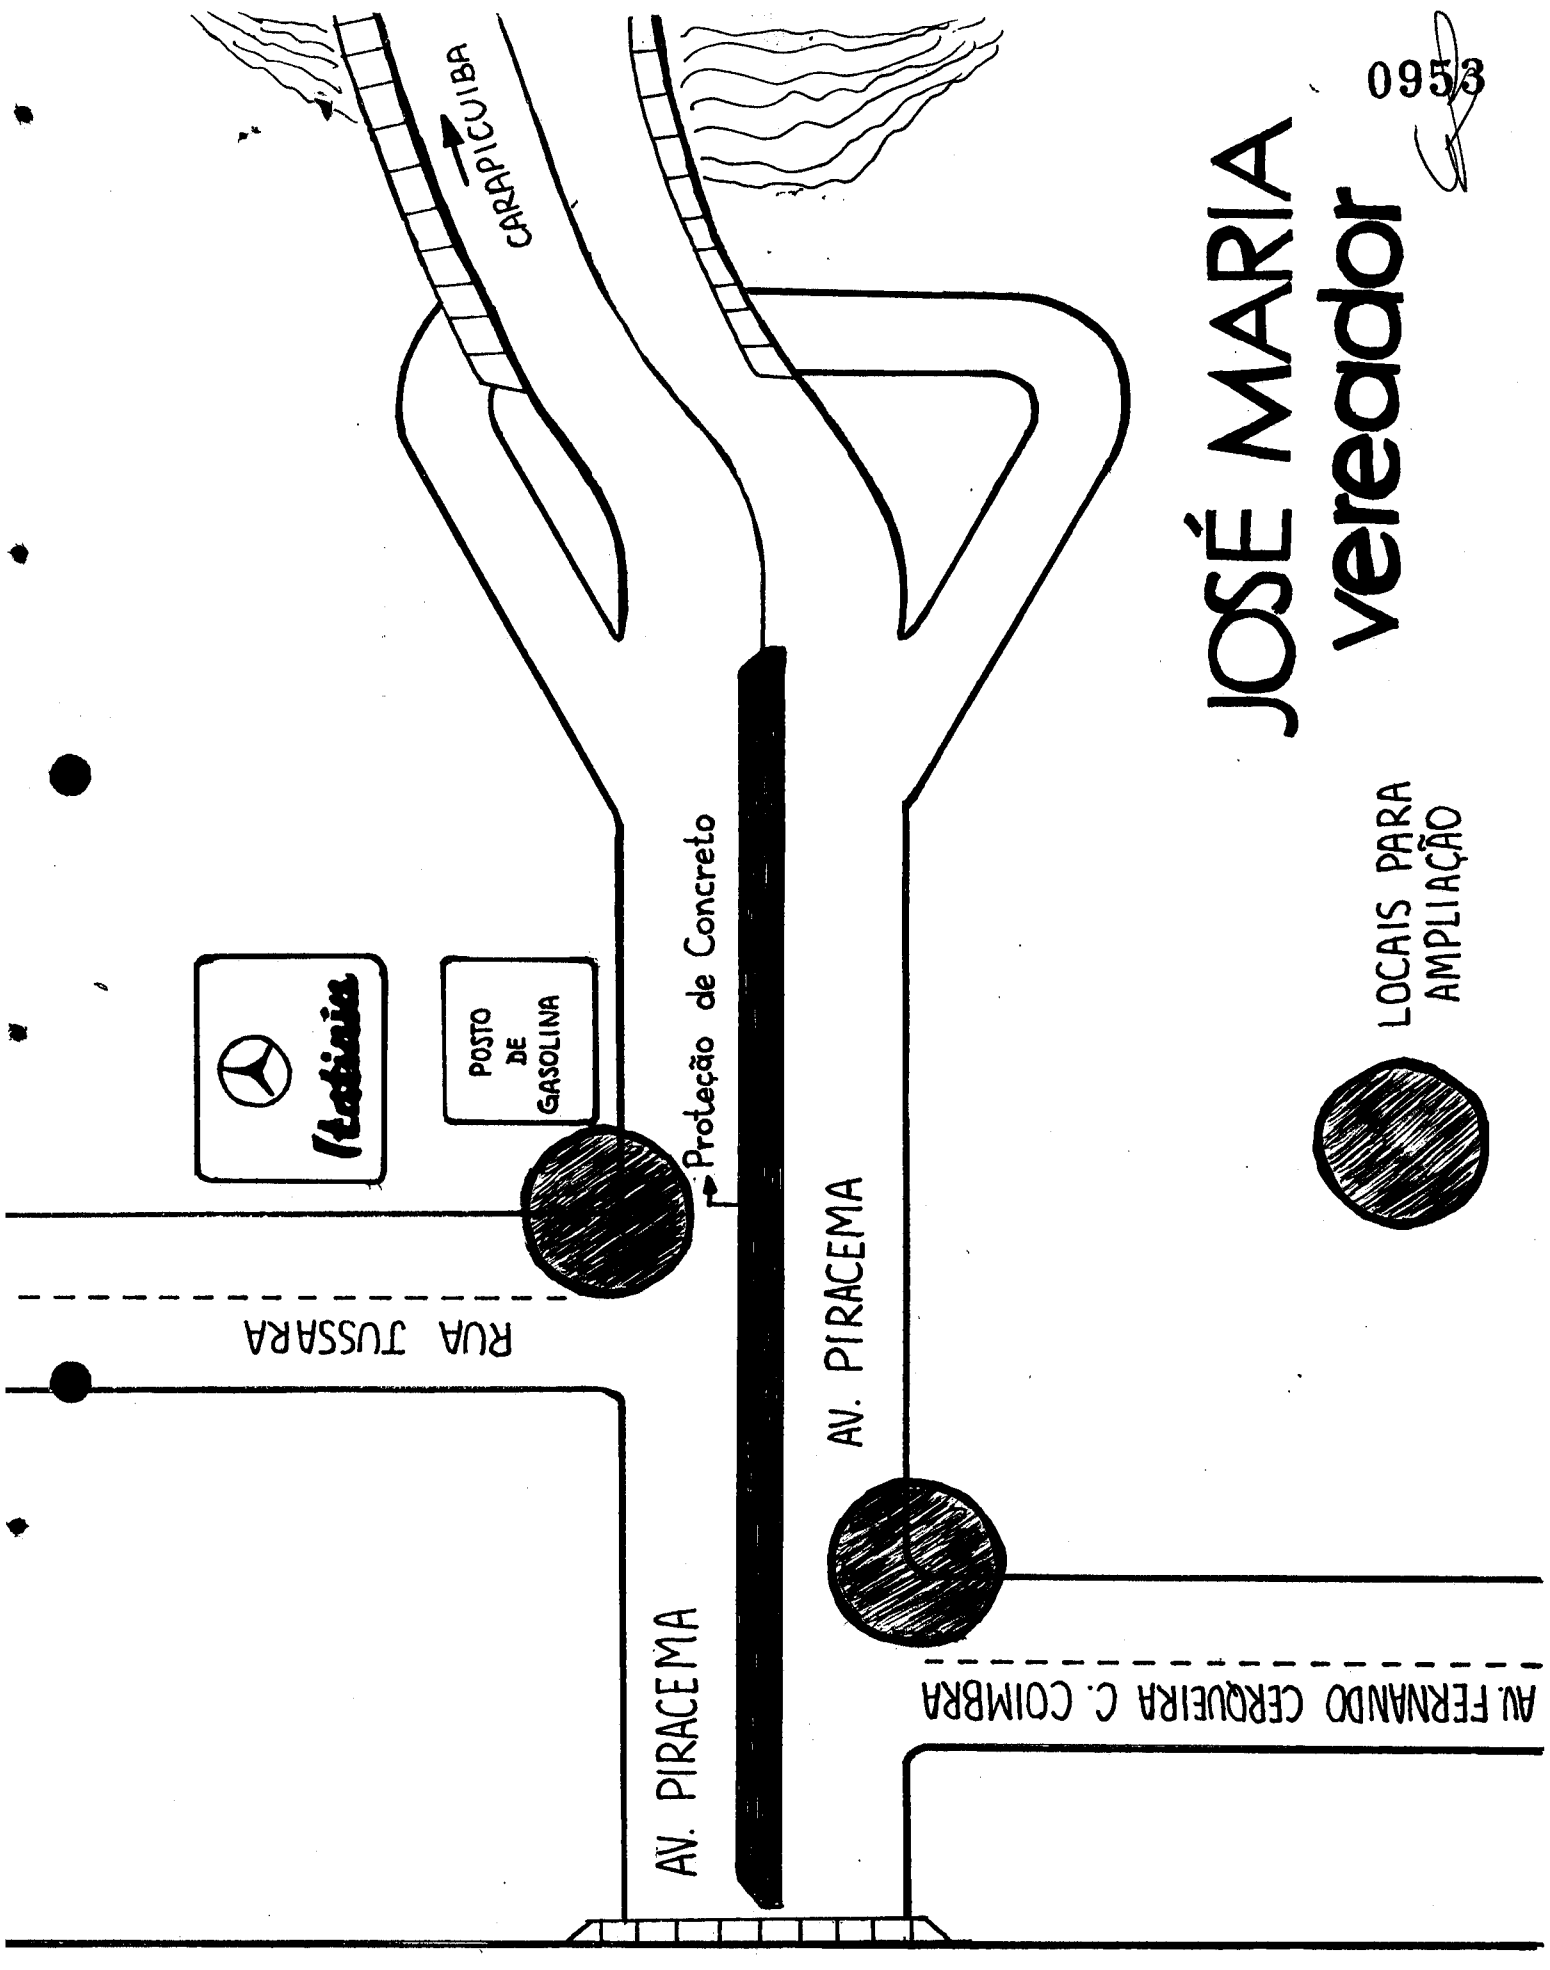 0953
CARAPICUIBA
Itatiaia
POSTO
DE
GASOLINA
Proteção de Concreto
RUA JUSSARA
AV. PIRACEMA
AV. PIRACEMA
AV. FERNANDO CERQUEIRA C. COIMBRA
LOCAIS PARA
AMPLIAÇÃO
JOSÉ MARIA
vereador